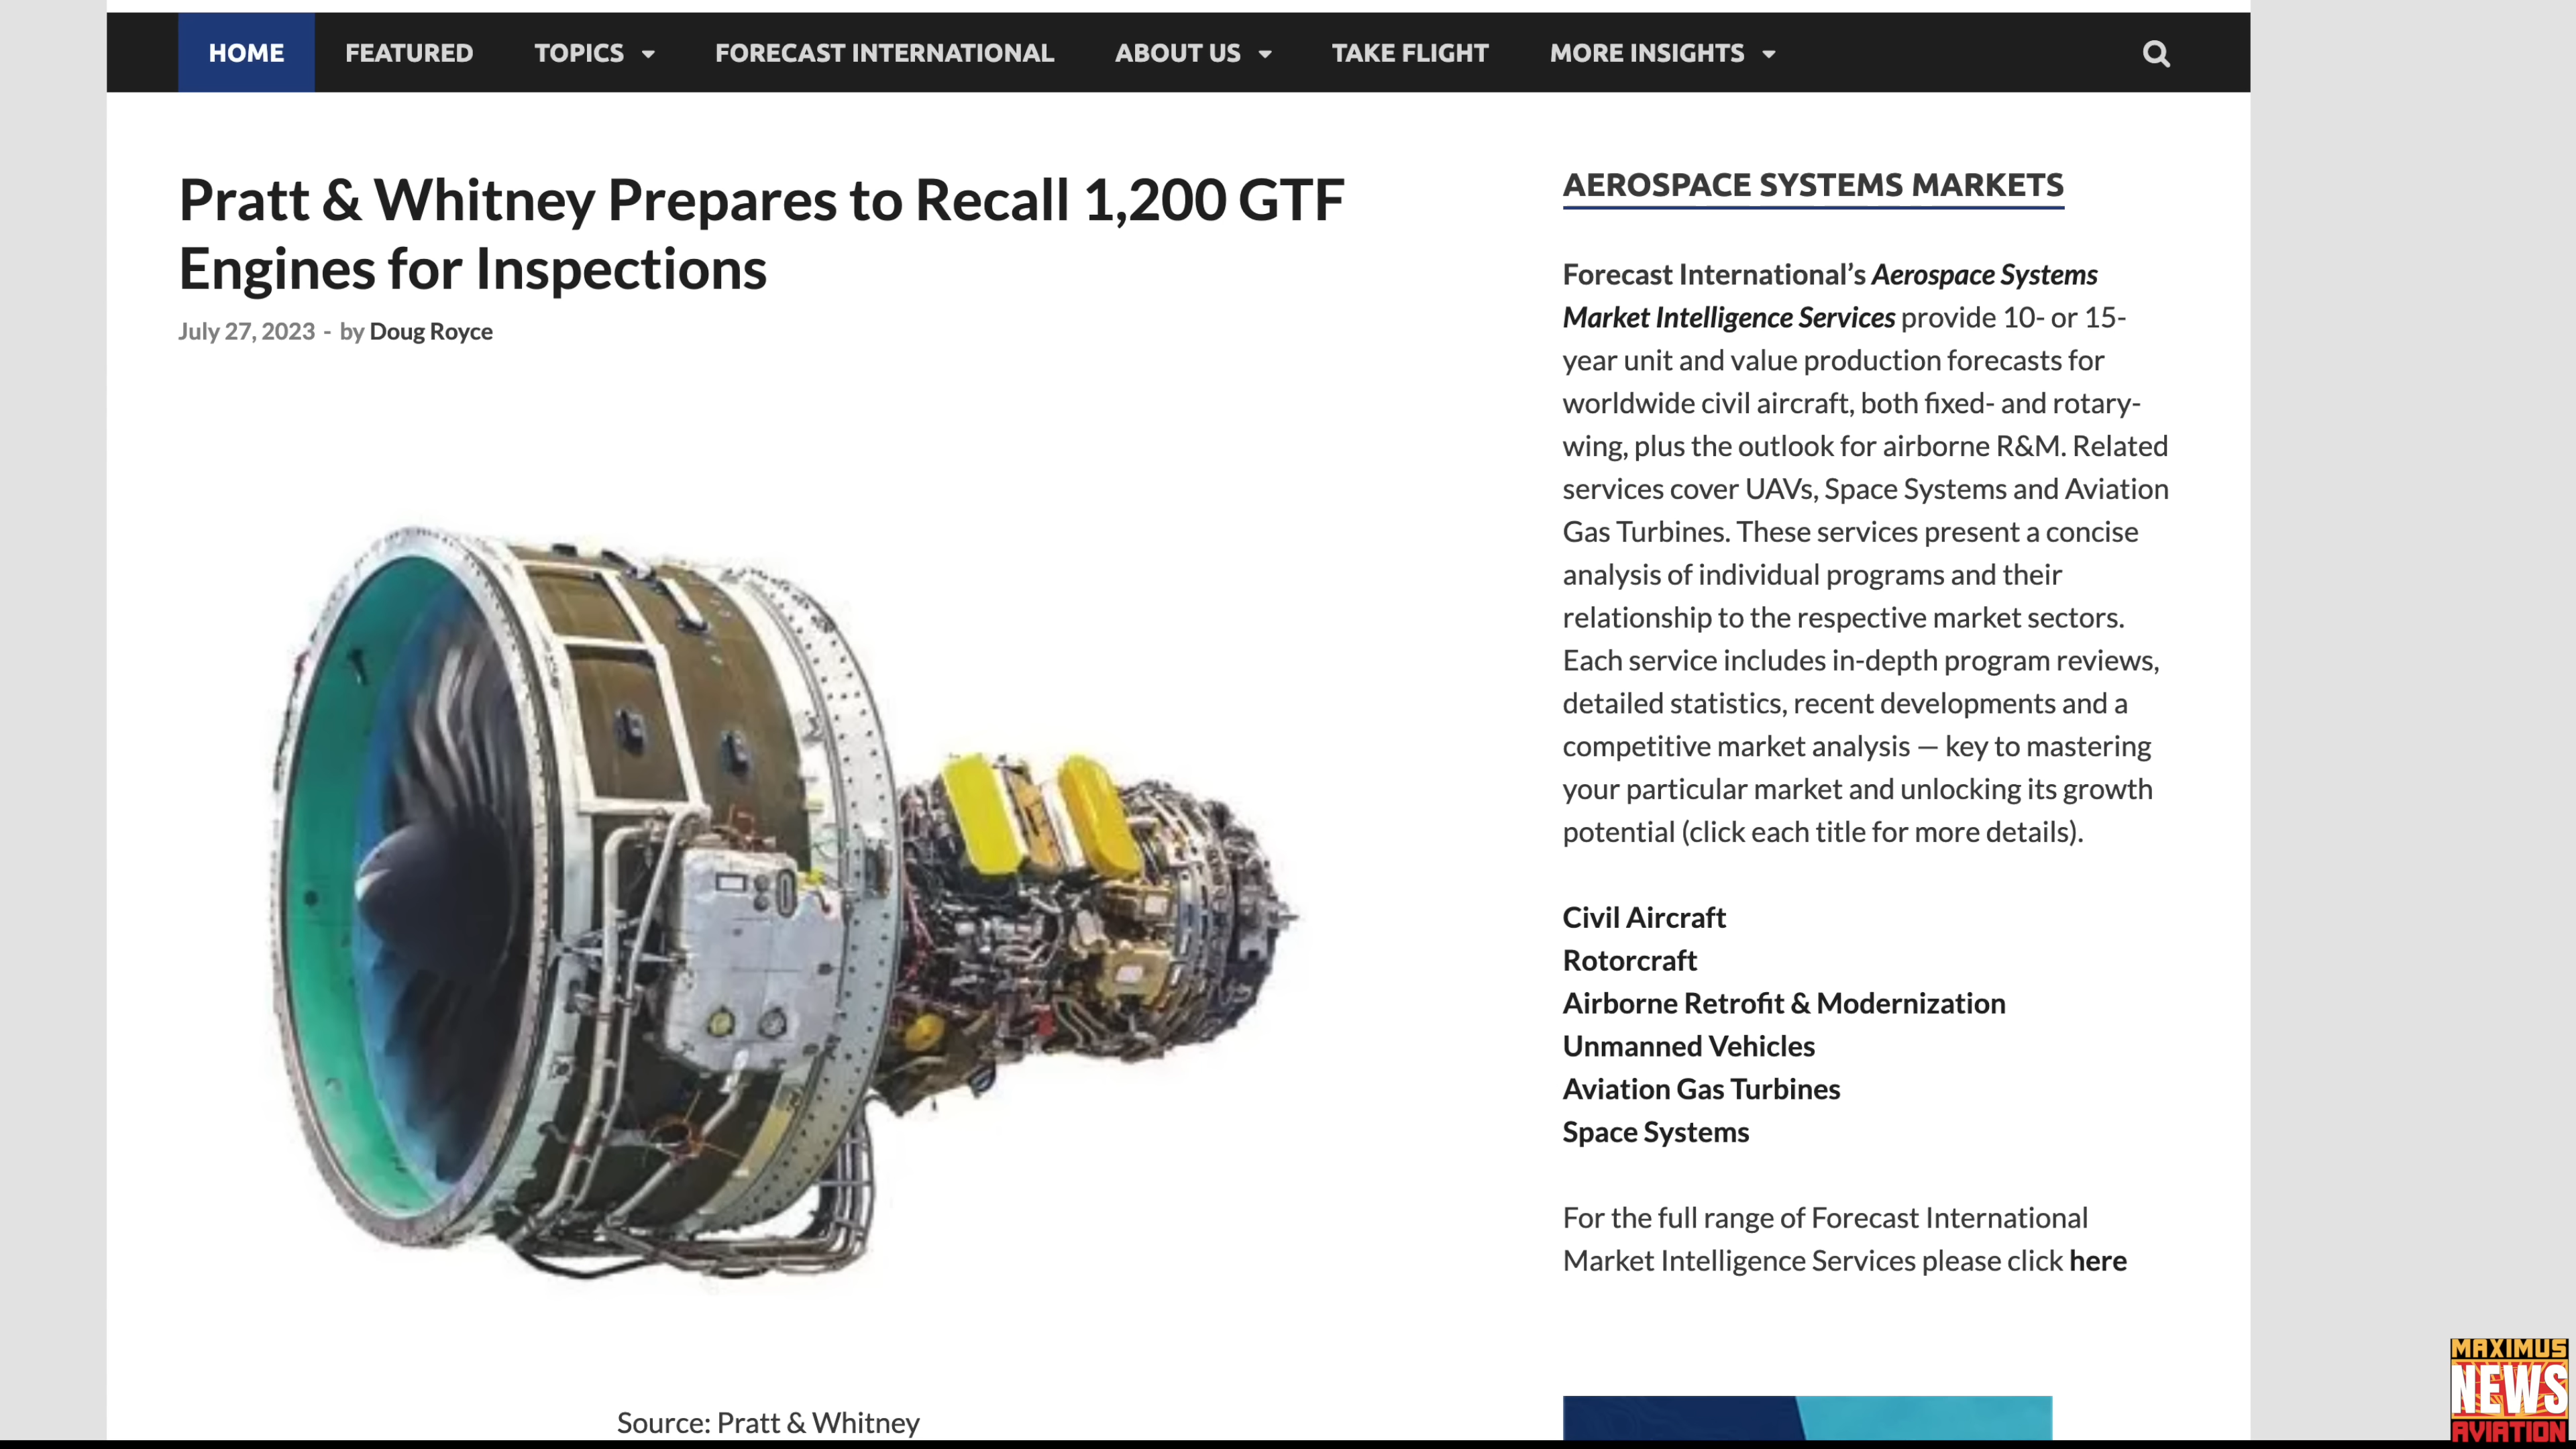 HOME FEATURED TOPICS FORECAST INTERNATIONAL ABOUT US TAKE FLIGHT MORE INSIGHTS
Pratt & Whitney Prepares to Recall 1,200 GTF
Engines for Inspections
July 27, 2023 - by Doug Royce
Source: Pratt & Whitney
AEROSPACE SYSTEMS MARKETS
Forecast International’s Aerospace Systems
Market Intelligence Services provide 10- or 15-
year unit and value production forecasts for
worldwide civil aircraft, both fixed- and rotary-
wing, plus the outlook for airborne R&M. Related
services cover UAVs, Space Systems and Aviation
Gas Turbines. These services present a concise
analysis of individual programs and their
relationship to the respective market sectors.
Each service includes in-depth program reviews,
detailed statistics, recent developments and a
competitive market analysis — key to mastering
your particular market and unlocking its growth
potential (click each title for more details).
Civil Aircraft
Rotorcraft
Airborne Retrofit & Modernization
Unmanned Vehicles
Aviation Gas Turbines
Space Systems
For the full range of Forecast International
Market Intelligence Services please click here
MAXIMUS
NEWS
AVIATION